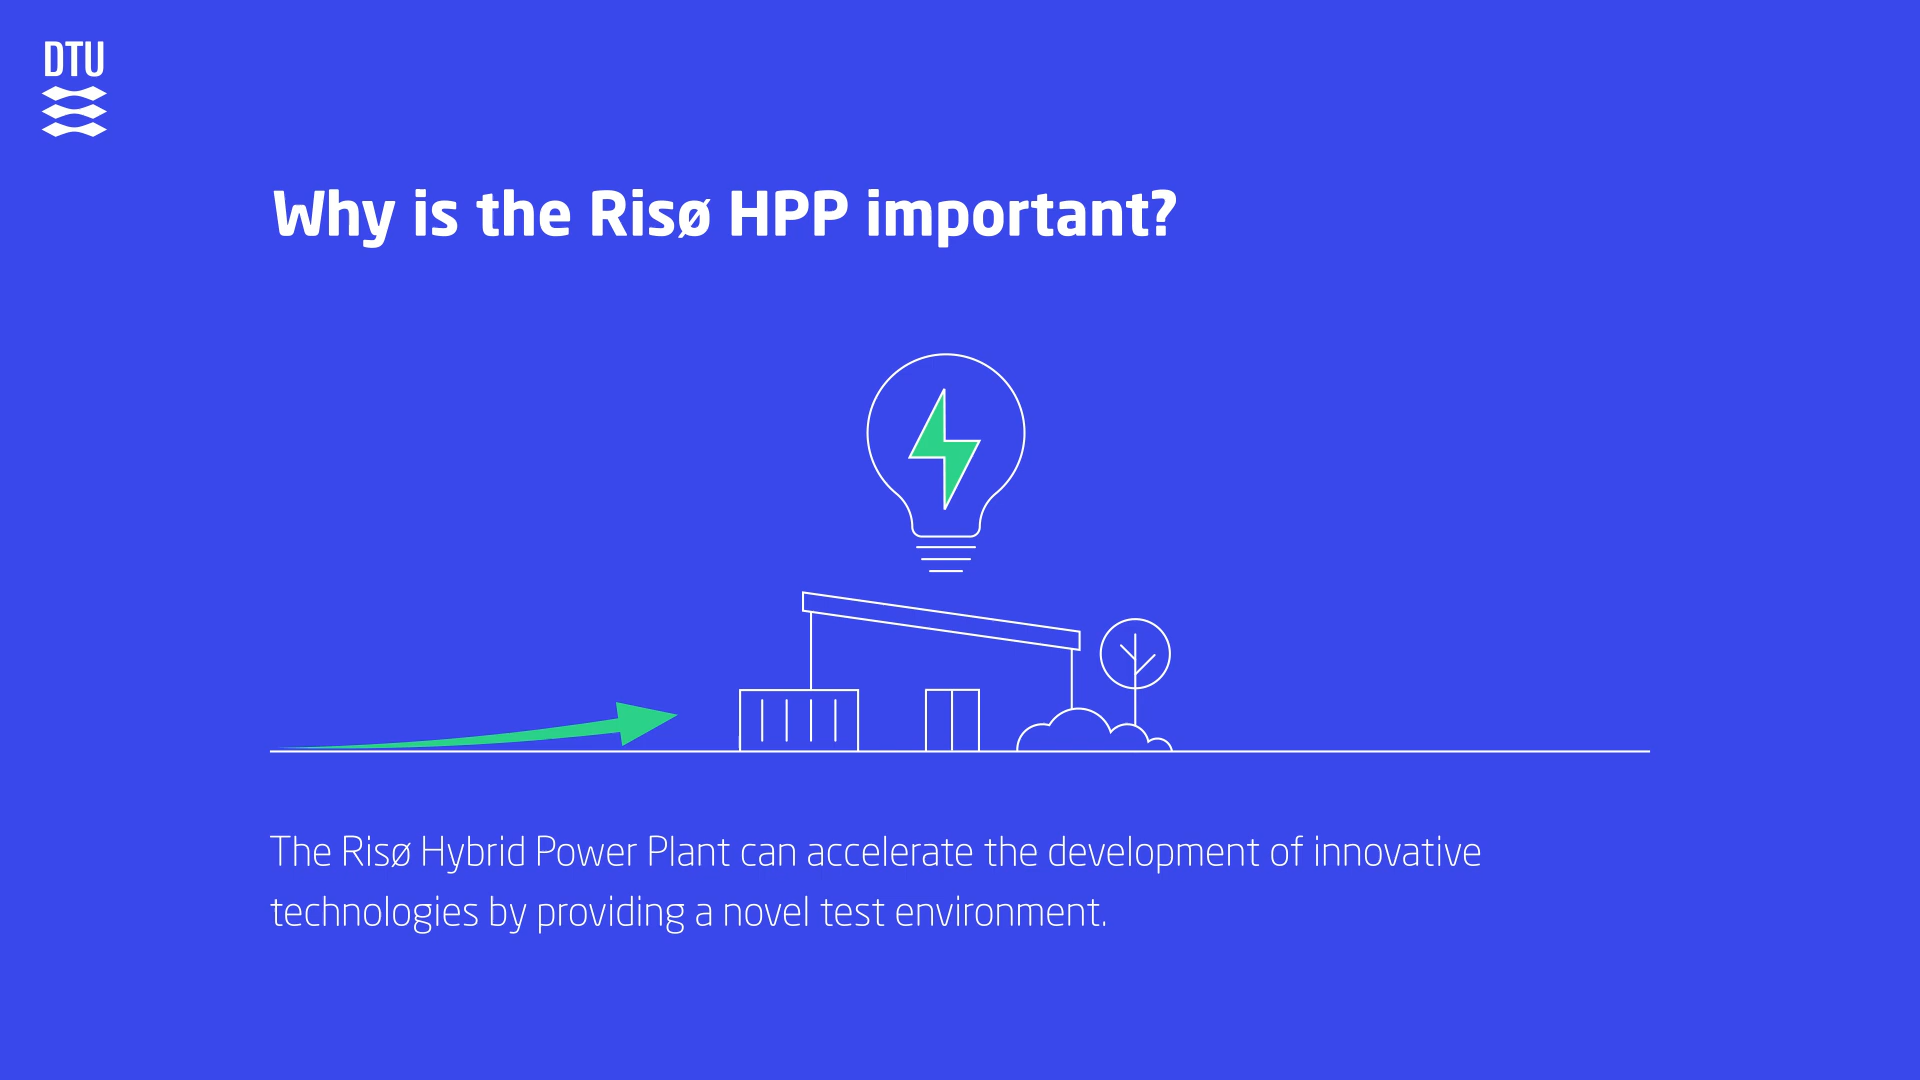 DTU
Why is the Risø HPP important?
The Risø Hybrid Power Plant can accelerate the development of innovative
technologies by providing a novel test environment.